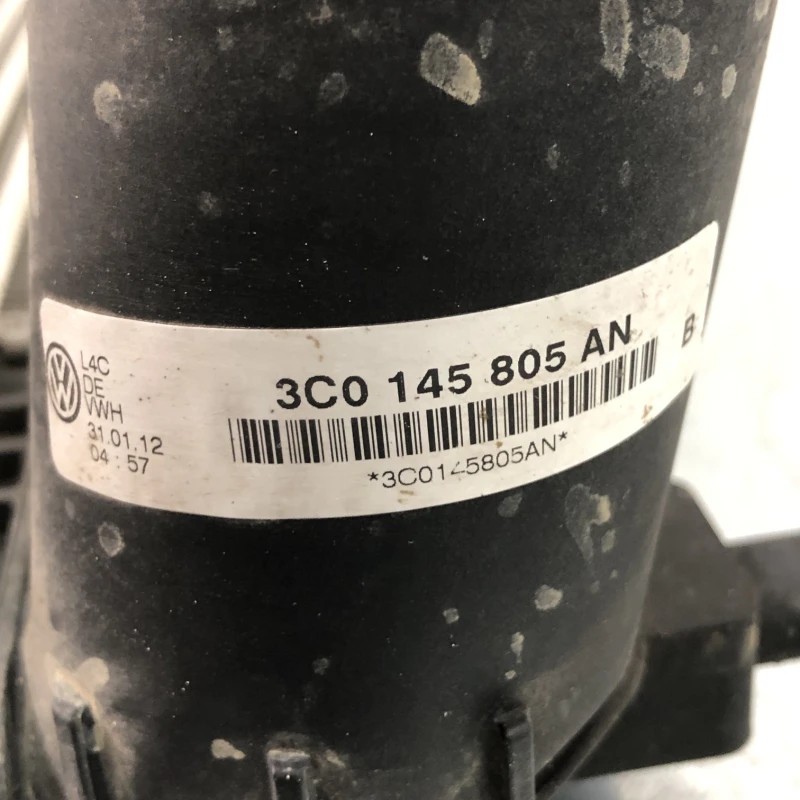 L4C
DE
VWH
31.01.12
04:57
3C0 145 805 AN
B
*3C0145805AN*